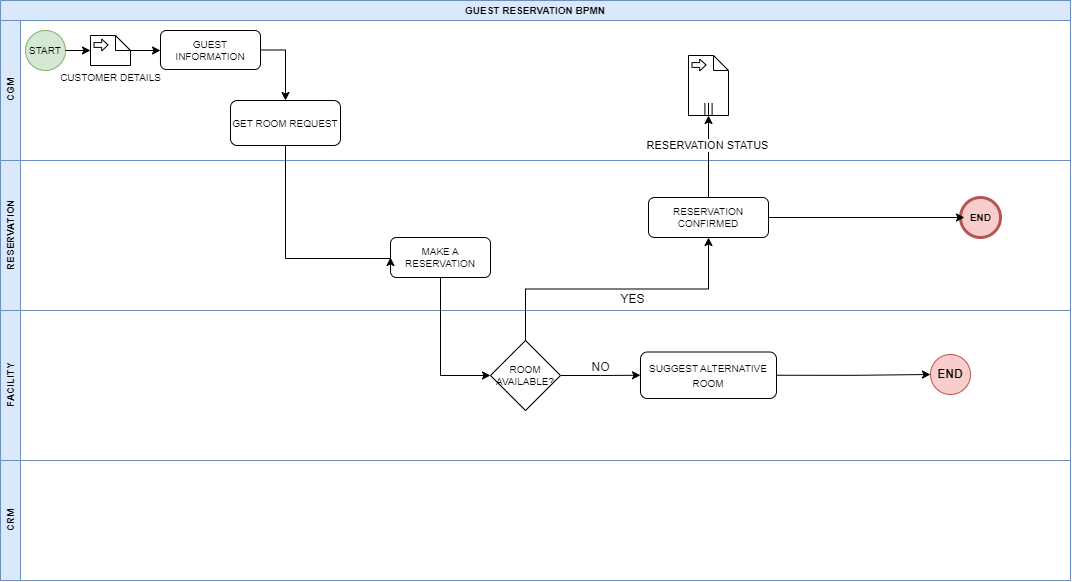 GUEST RESERVATION BPMN
CGM
START
CUSTOMER DETAILS
GUEST
INFORMATION
GET ROOM REQUEST
RESERVATION STATUS
RESERVATION
MAKE A
RESERVATION
RESERVATION
CONFIRMED
END
YES
FACILITY
ROOM
AVAILABLE?
NO
SUGGEST ALTERNATIVE
ROOM
END
CRM